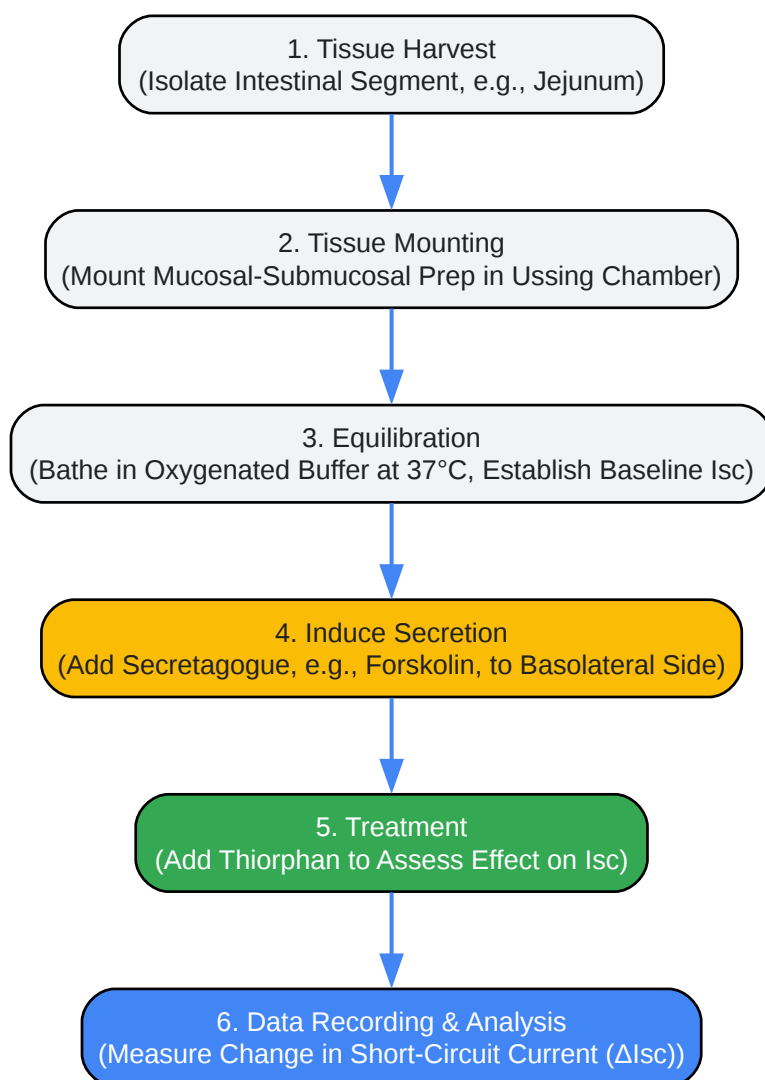 1. Tissue Harvest
(Isolate Intestinal Segment, e.g., Jejunum)
2. Tissue Mounting
(Mount Mucosal-Submucosal Prep in Ussing Chamber)
3. Equilibration
(Bathe in Oxygenated Buffer at 37°C, Establish Baseline Isc)
4. Induce Secretion
(Add Secretagogue, e.g., Forskolin, to Basolateral Side)
5. Treatment
(Add Thiorphan to Assess Effect on Isc)
6. Data Recording & Analysis
(Measure Change in Short-Circuit Current (ΔIsc))